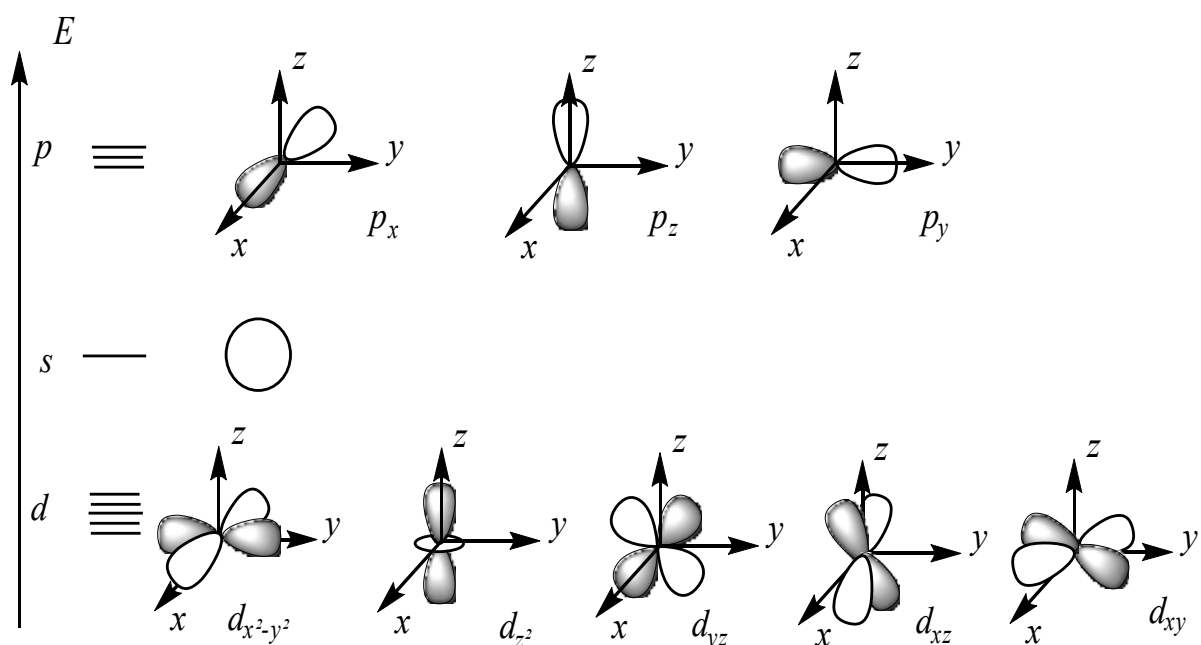 E
z z z
p y y y
x p_x x p_z x p_y
s
z z z z z
d y y y y y
x d_{x²-y²} x d_{z²} x d_{yz} x d_{xz} x d_{xy}